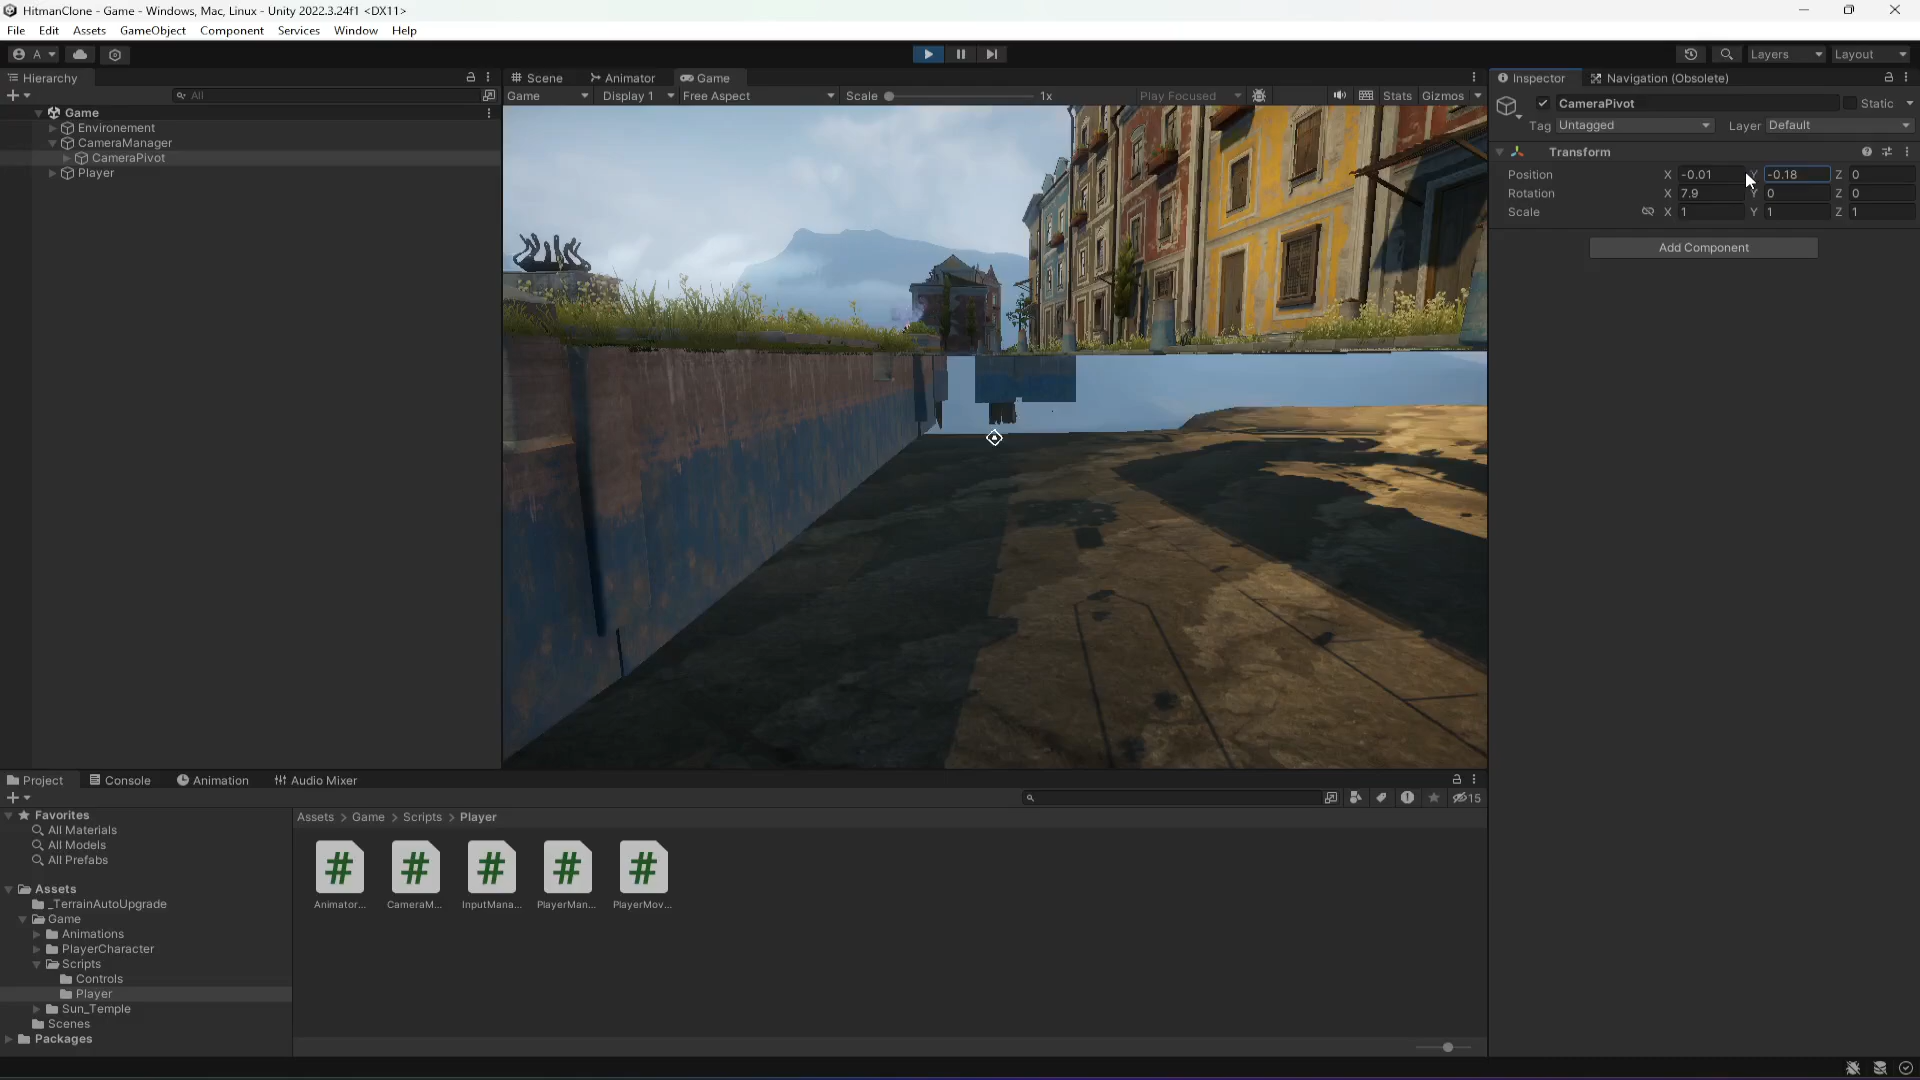 HitmanClone - Game - Windows, Mac, Linux - Unity 2022.3.24f1 <DX11>
File Edit Assets GameObject Component Services Window Help
A Layers Layout
Hierarchy
All
Game
Environement
CameraManager
CameraPivot
Player
Scene Animator Game
Game Display 1 Free Aspect Scale 1x Play Focused Stats Gizmos
Inspector Navigation (Obsolete)
CameraPivot Static
Tag Untagged Layer Default
Transform
Position X -0.01 Y -0.18 Z 0
Rotation X 7.9 Y 0 Z 0
Scale X 1 Y 1 Z 1
Add Component
Project Console Animation Audio Mixer
15
Favorites
All Materials
All Models
All Prefabs
Assets
_TerrainAutoUpgrade
Game
Animations
PlayerCharacter
Scripts
Controls
Player
Sun_Temple
Scenes
Packages
Assets > Game > Scripts > Player
Animator... CameraM... InputMana... PlayerMan... PlayerMov...